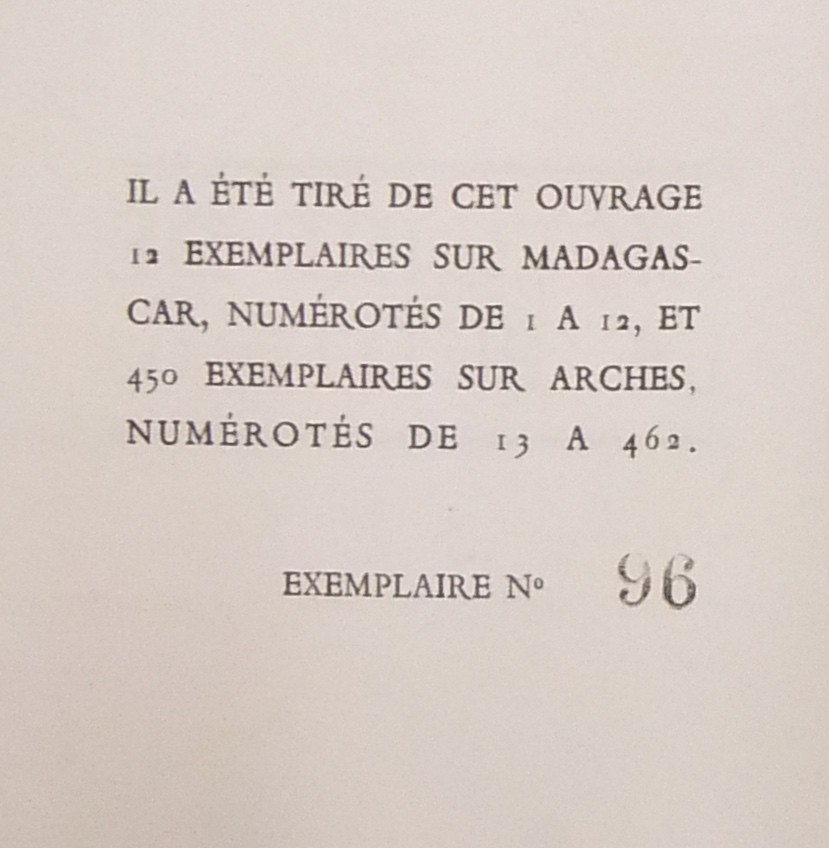 IL A ÉTÉ TIRÉ DE CET OUVRAGE
12 EXEMPLAIRES SUR MADAGAS-
CAR, NUMÉROTÉS DE 1 A 12, ET
450 EXEMPLAIRES SUR ARCHES,
NUMÉROTÉS DE 13 A 462.
EXEMPLAIRE Nº 96